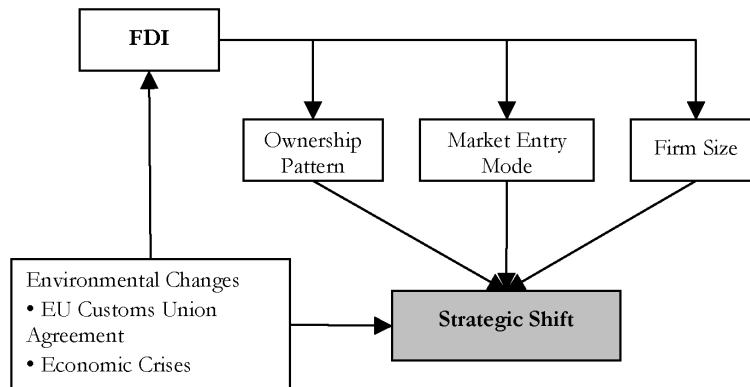 FDI
Ownership
Pattern
Market Entry
Mode
Firm Size
Environmental Changes
• EU Customs Union
Agreement
• Economic Crises
Strategic Shift